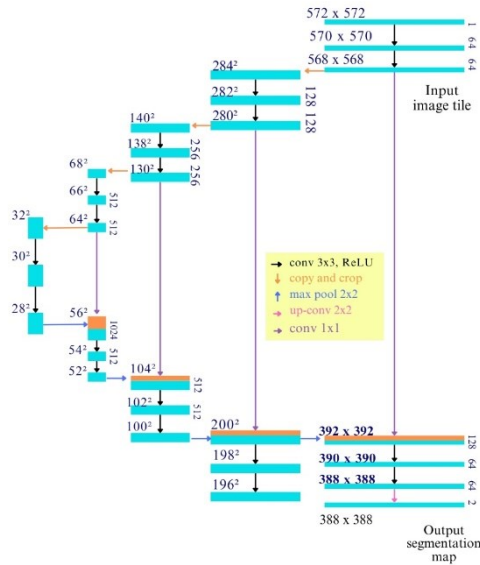 572 x 572
1
570 x 570
64
568 x 568
64
Input
image tile
284²
282²
128
280²
128
140²
138²
256
130²
256
68²
66²
512
64²
512
32²
30²
28²
conv 3x3, ReLU
copy and crop
max pool 2x2
up-conv 2x2
conv 1x1
56²
1024
54²
512
52²
104²
512
102²
512
100²
200²
198²
196²
392 x 392
128
390 x 390
64
388 x 388
64
2
388 x 388
Output
segmentation
map